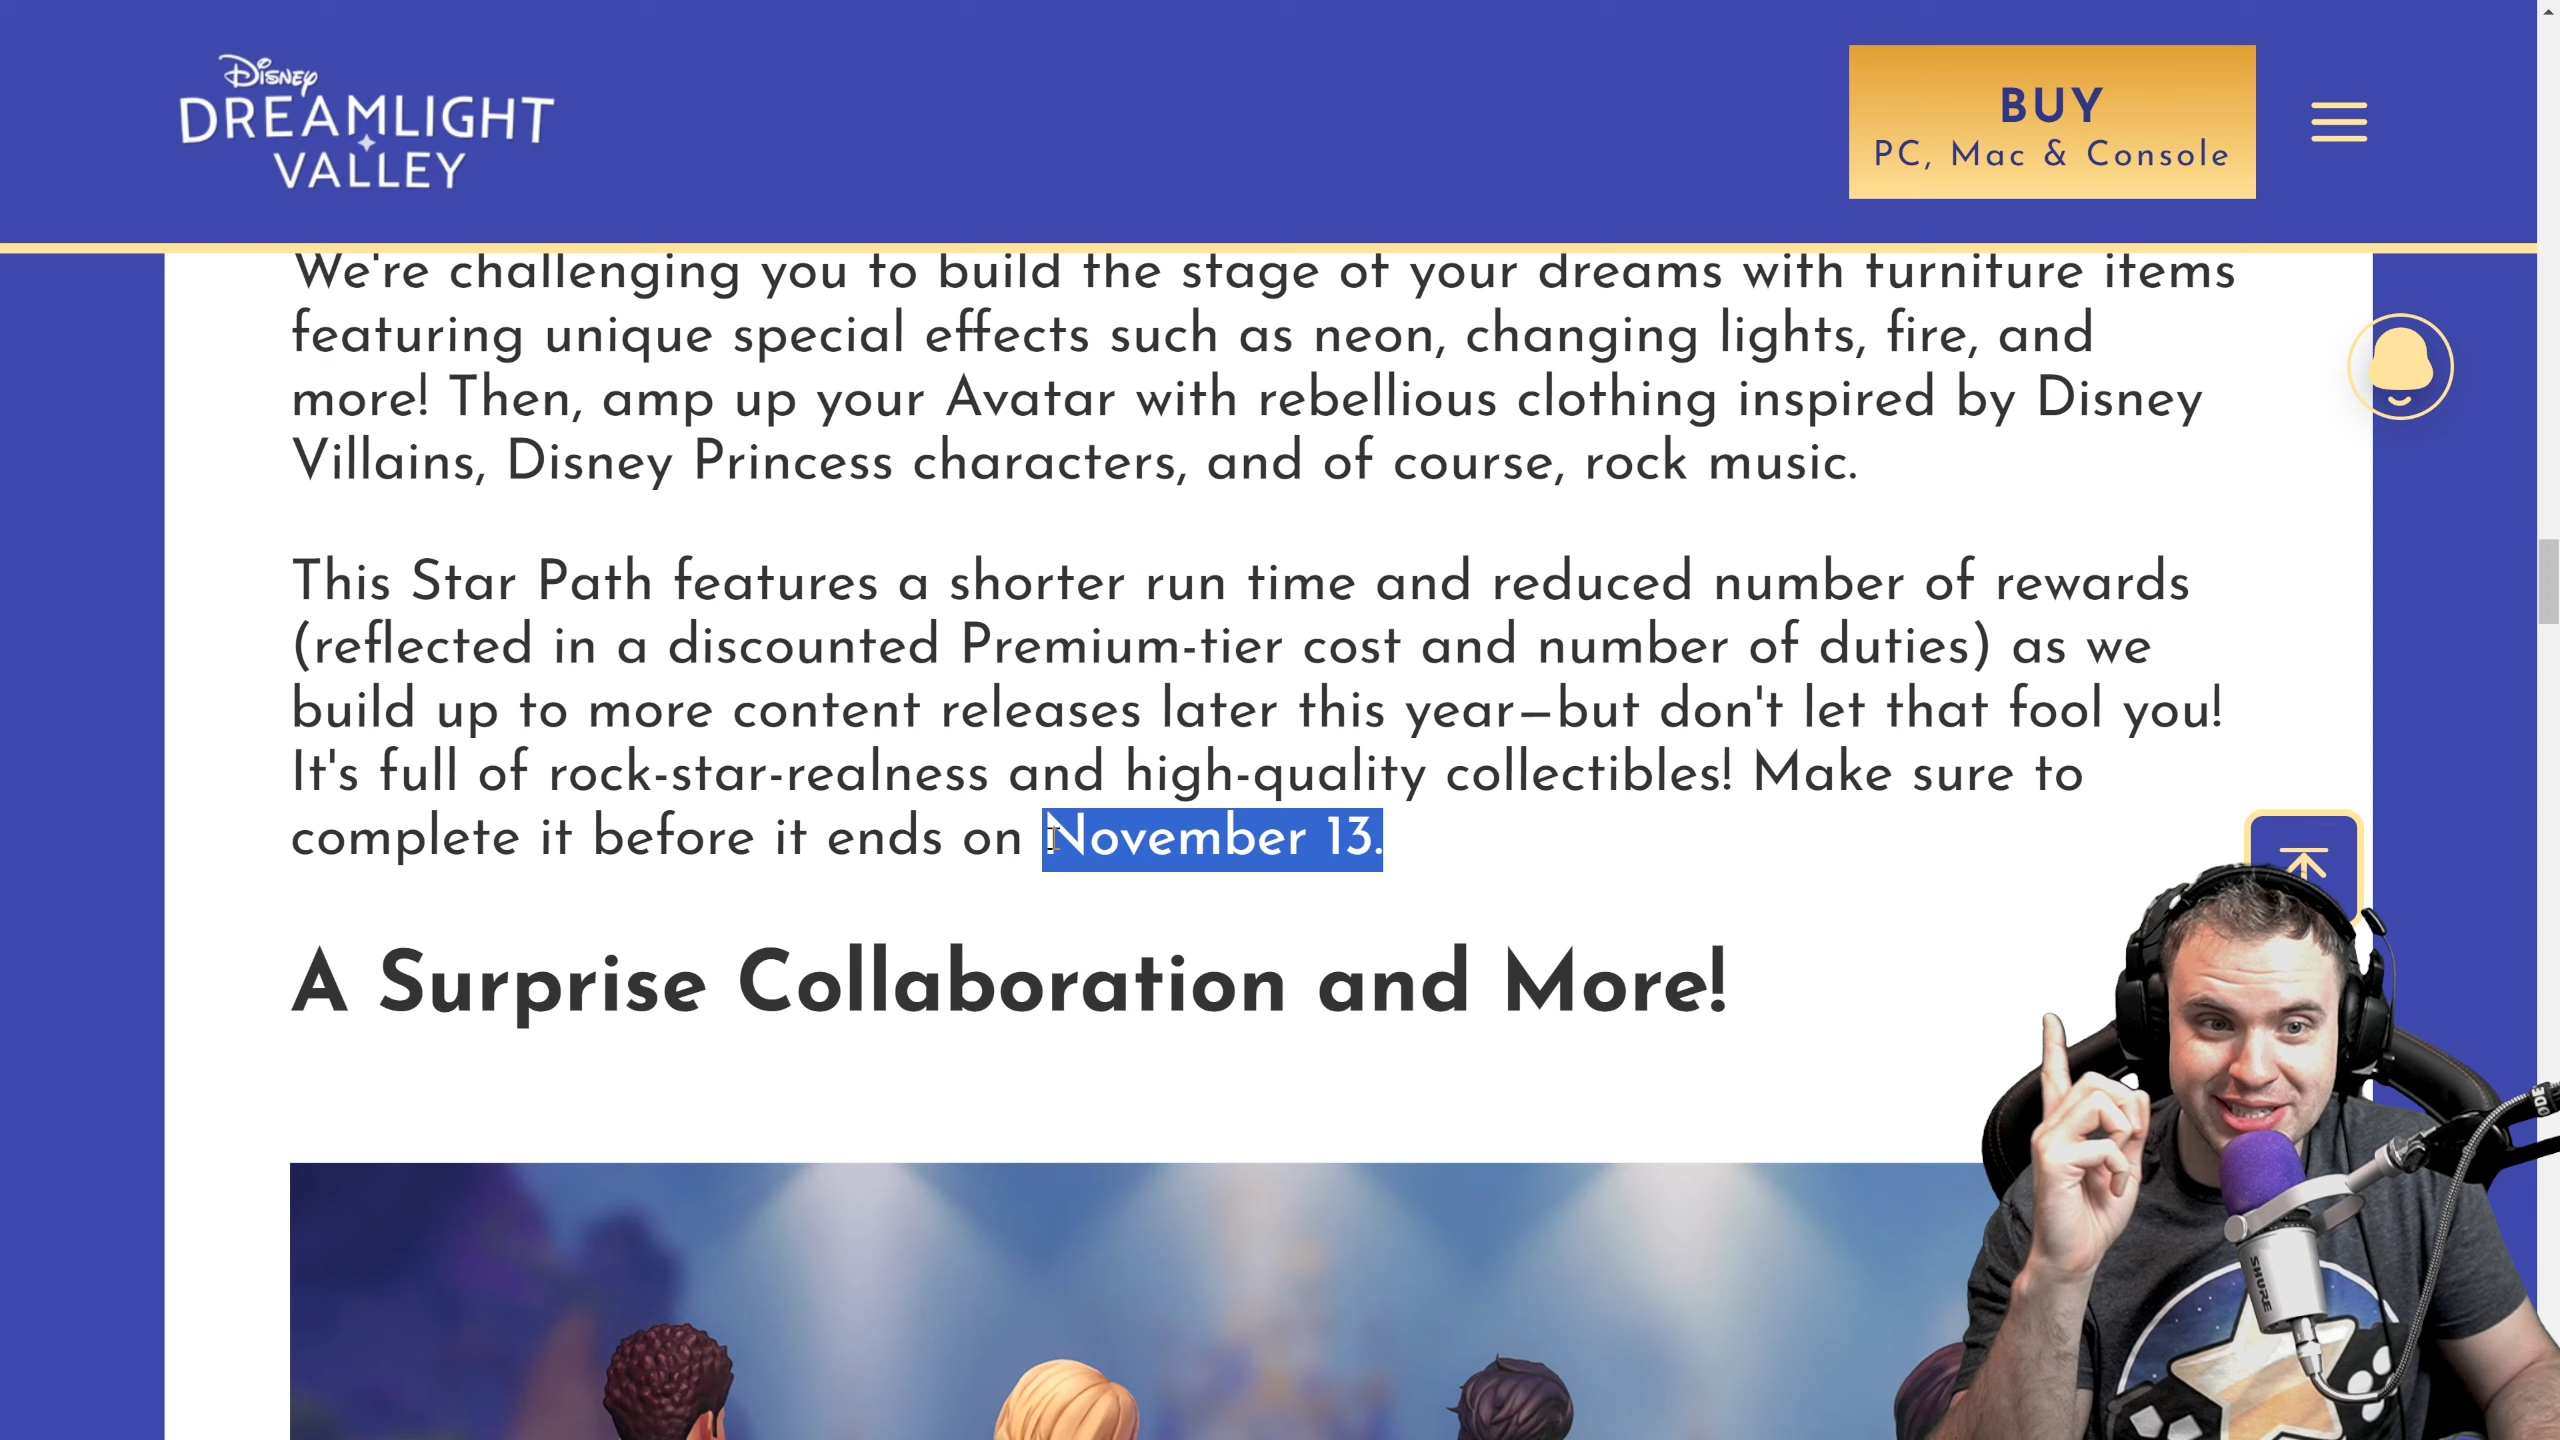 Disney
DREAMLIGHT
VALLEY
BUY
PC, Mac & Console
We're challenging you to build the stage of your dreams with furniture items
featuring unique special effects such as neon, changing lights, fire, and
more! Then, amp up your Avatar with rebellious clothing inspired by Disney
Villains, Disney Princess characters, and of course, rock music.
This Star Path features a shorter run time and reduced number of rewards
(reflected in a discounted Premium-tier cost and number of duties) as we
build up to more content releases later this year—but don't let that fool you!
It's full of rock-star-realness and high-quality collectibles! Make sure to
complete it before it ends on November 13.
A Surprise Collaboration and More!
SHURE